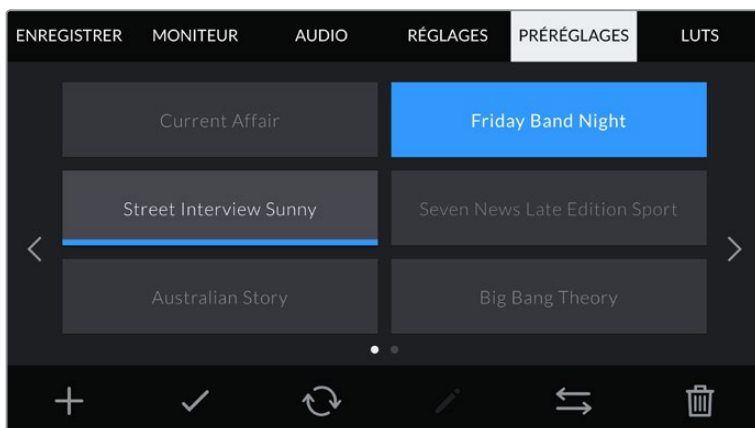 ENREGISTRER MONITEUR AUDIO RÉGLAGES PRÉRÉGLAGES LUTS
Current Affair Friday Band Night
Street Interview Sunny Seven News Late Edition Sport
Australian Story Big Bang Theory